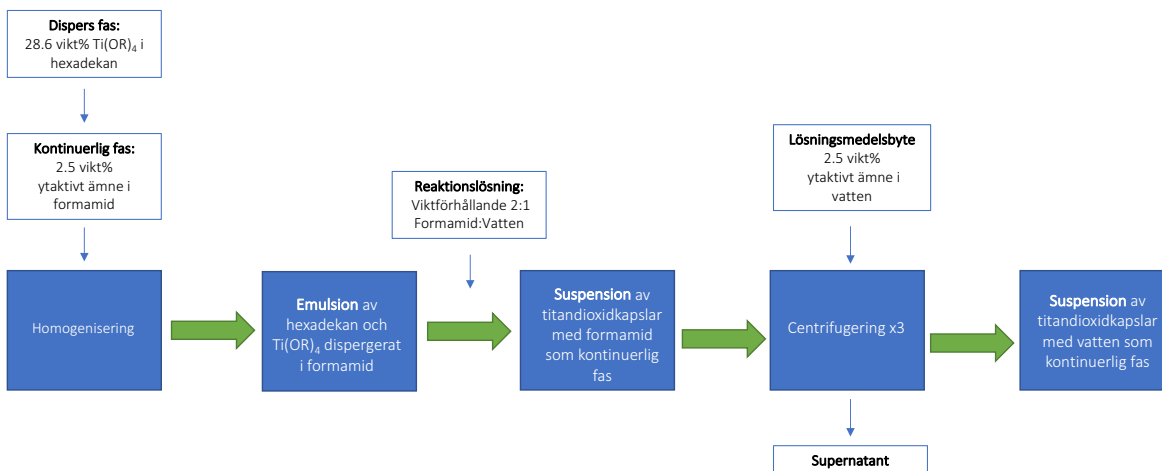 Dispers fas:
28.6 vikt% Ti(OR)₄ i
hexadekan
Kontinuerlig fas:
2.5 vikt%
ytaktivt ämne i
formamid
Homogenisering
Emulsion av
hexadekan och
Ti(OR)₄ dispergerat
i formamid
Reaktionslösning:
Viktförhållande 2:1
Formamid:Vatten
Suspension av
titandioxidkapslar
med formamid
som kontinuerlig
fas
Lösningsmedelsbyte
2.5 vikt%
ytaktivt ämne i
vatten
Centrifugering x3
Supernatant
Suspension av
titandioxidkapslar
med vatten som
kontinuerlig fas